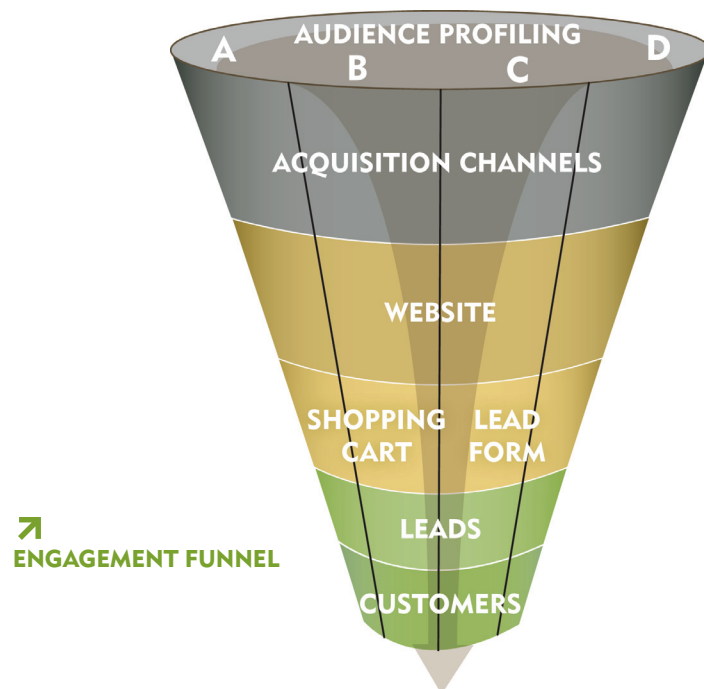 AUDIENCE PROFILING
A B C D
ACQUISITION CHANNELS
WEBSITE
SHOPPING CART
LEAD FORM
LEADS
ENGAGEMENT FUNNEL
CUSTOMERS